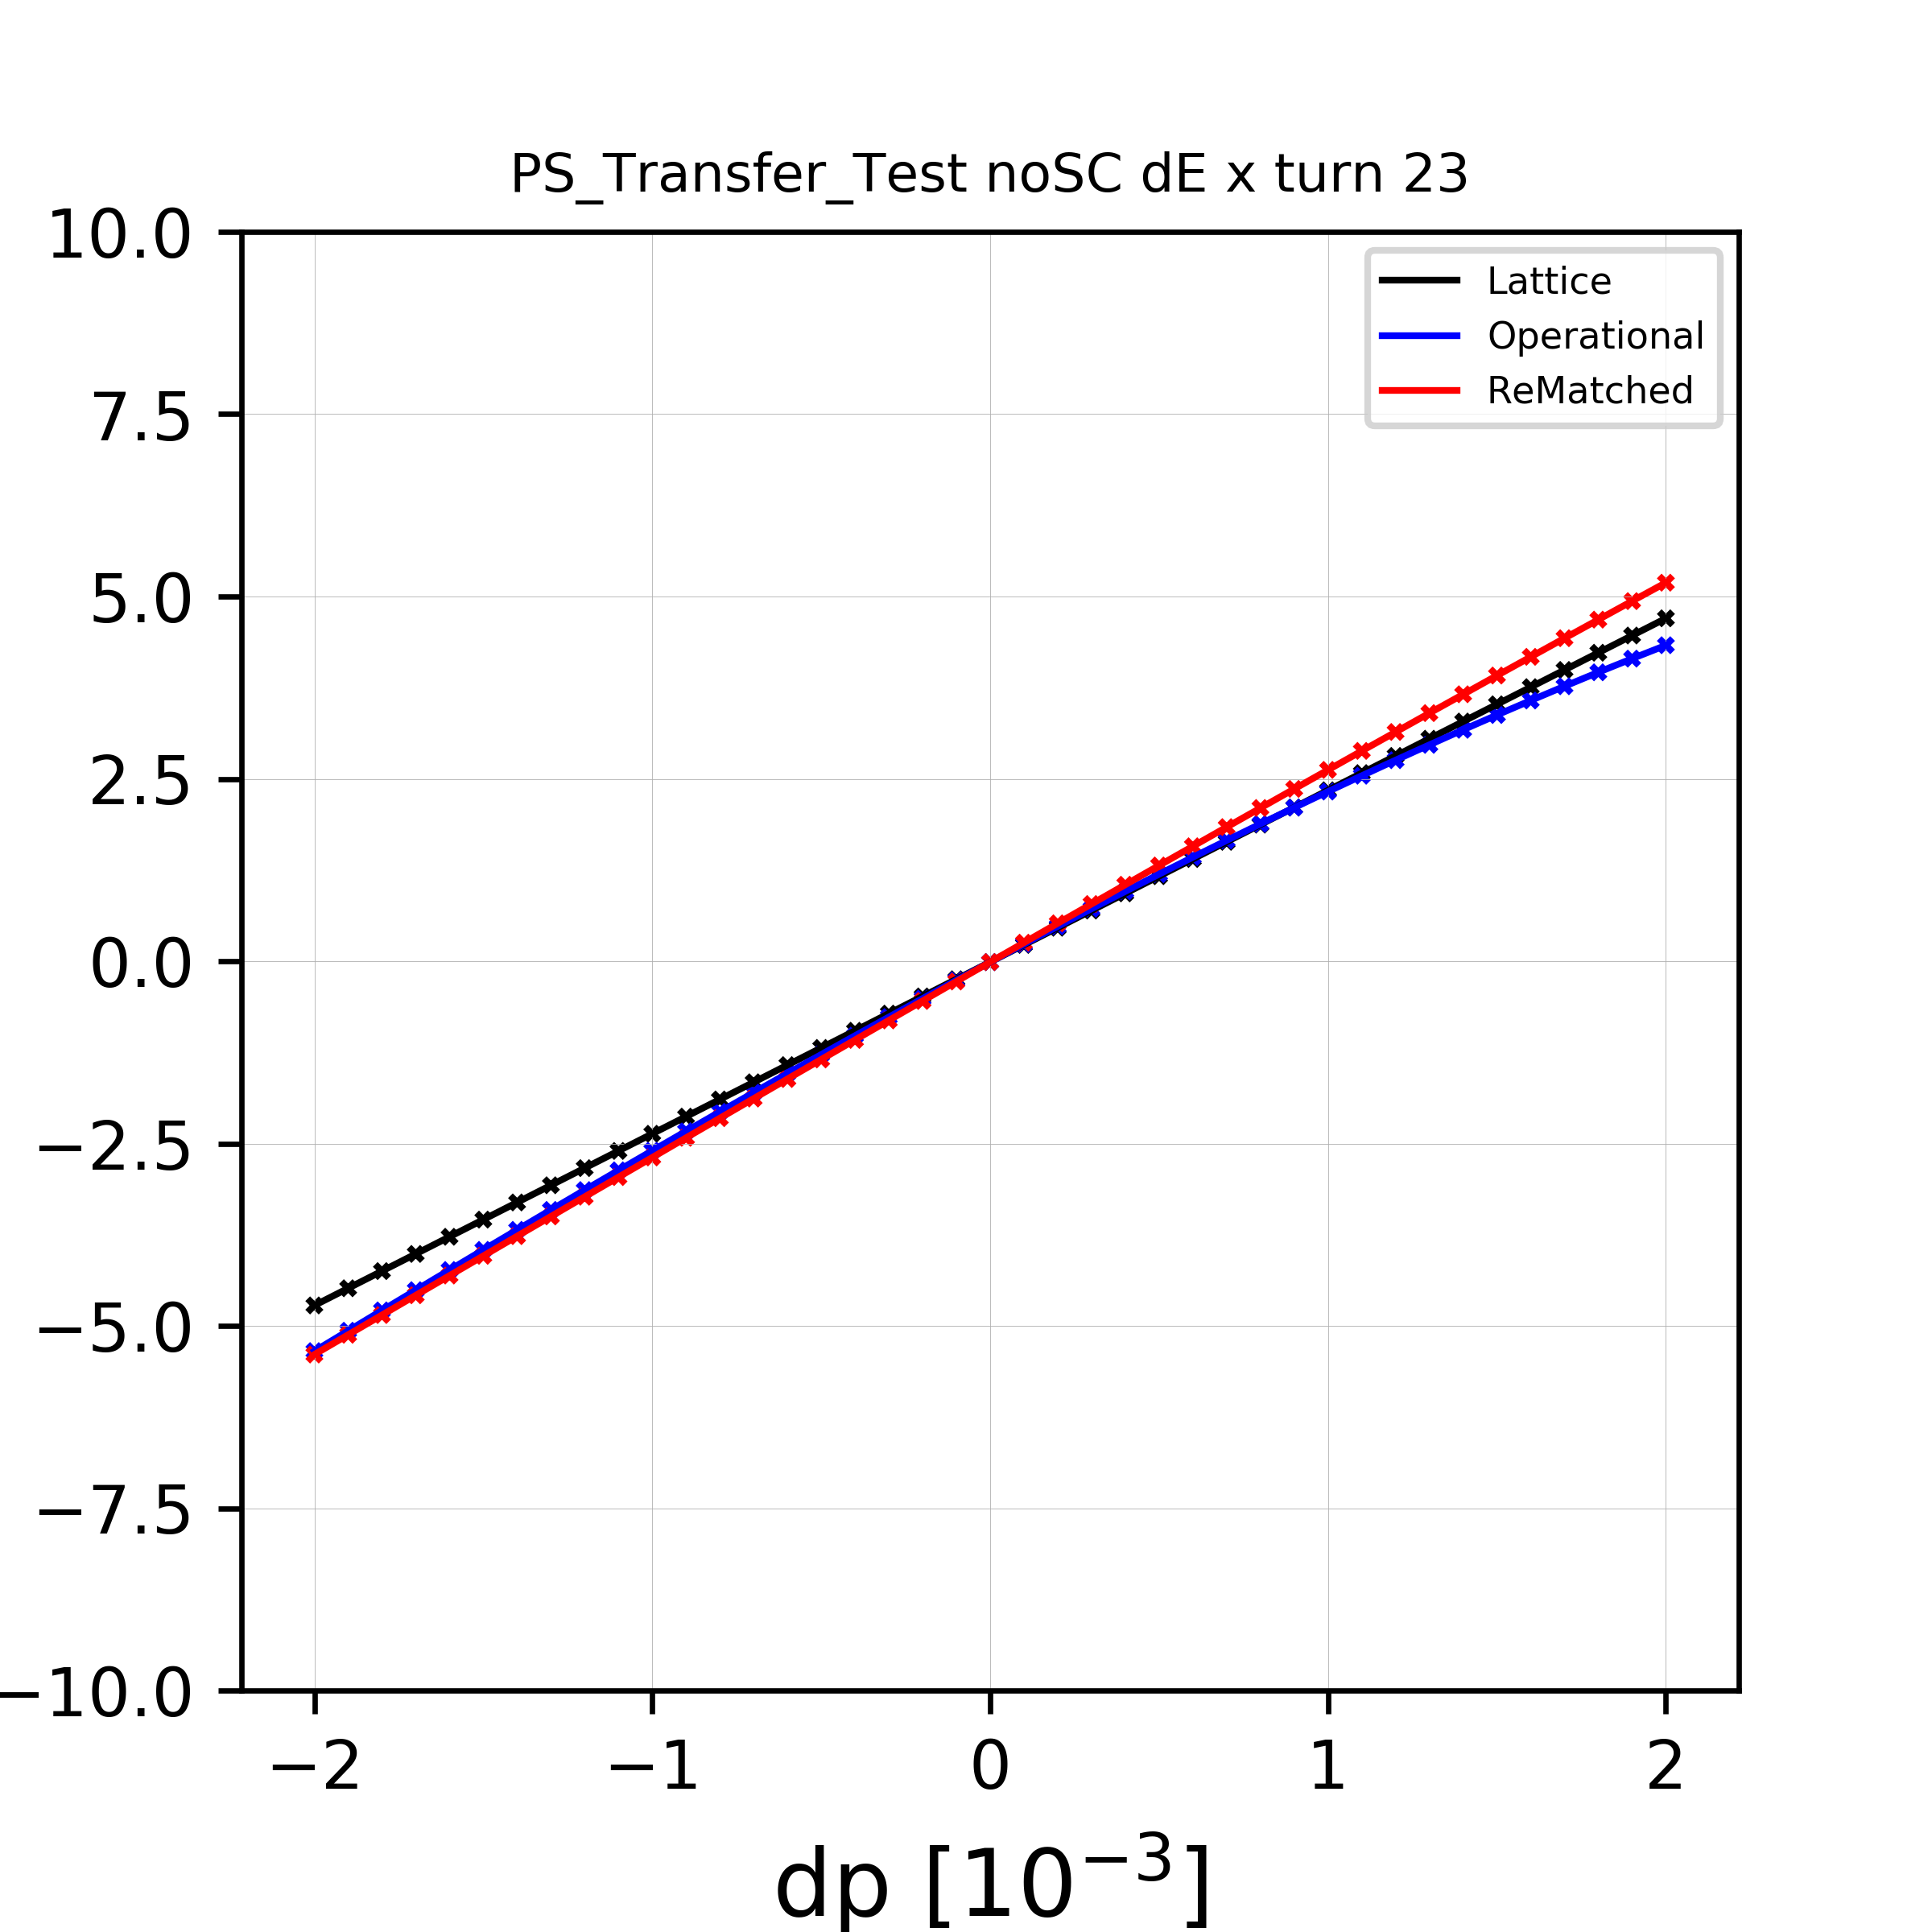 PS_Transfer_Test noSC dE x turn 23
10.0
7.5
5.0
2.5
0.0
−2.5
−5.0
−7.5
−10.0
Lattice
Operational
ReMatched
−2 −1 0 1 2
dp [10⁻³]